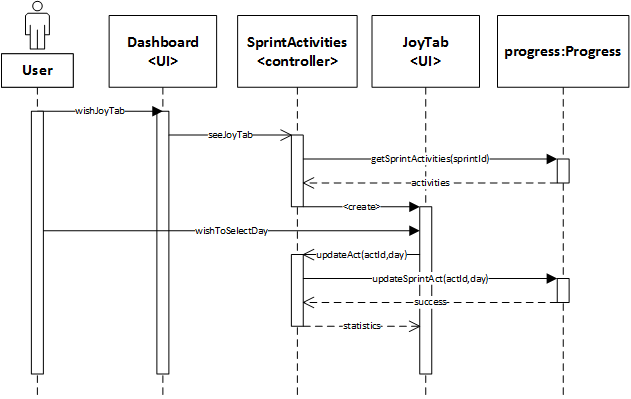 User
Dashboard
<UI>
SprintActivities
<controller>
JoyTab
<UI>
progress:Progress
wishJoyTab
seeJoyTab
getSprintActivities(sprintId)
activities
<create>
wishToSelectDay
updateAct(actId,day)
updateSprintAct(actId,day)
success
statistics